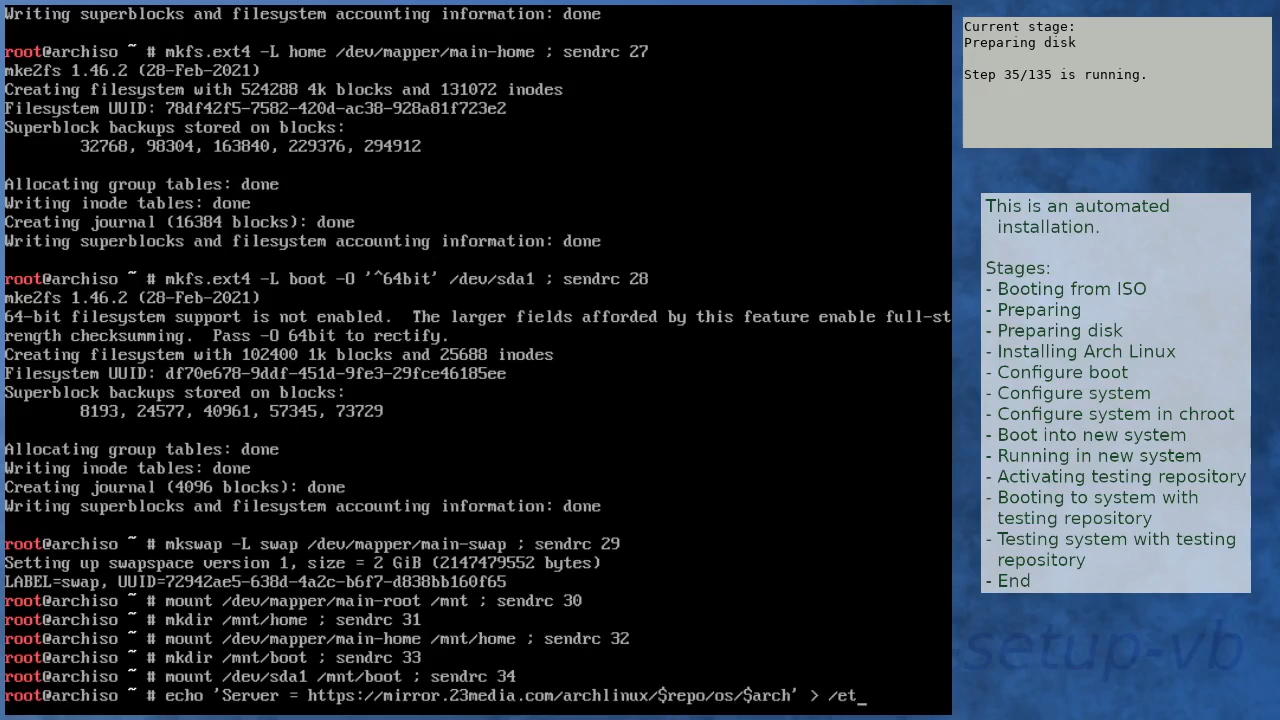 Writing superblocks and filesystem accounting information: done
root@archiso ~ # mkfs.ext4 -L home /dev/mapper/main-home ; sendrc 27
mke2fs 1.46.2 (28-Feb-2021)
Creating filesystem with 524288 4k blocks and 131072 inodes
Filesystem UUID: 78df42f5-7582-420d-ac38-928a81f723e2
Superblock backups stored on blocks:
32768, 98304, 163840, 229376, 294912
Allocating group tables: done
Writing inode tables: done
Creating journal (16384 blocks): done
Writing superblocks and filesystem accounting information: done
root@archiso ~ # mkfs.ext4 -L boot -O '^64bit' /dev/sda1 ; sendrc 28
mke2fs 1.46.2 (28-Feb-2021)
64-bit filesystem support is not enabled.  The larger fields afforded by this feature enable full-st
rength checksumming.  Pass -O 64bit to rectify.
Creating filesystem with 102400 1k blocks and 25688 inodes
Filesystem UUID: df70e678-9ddf-451d-9fe3-29fce46185ee
Superblock backups stored on blocks:
8193, 24577, 40961, 57345, 73729
Allocating group tables: done
Writing inode tables: done
Creating journal (4096 blocks): done
Writing superblocks and filesystem accounting information: done
root@archiso ~ # mkswap -L swap /dev/mapper/main-swap ; sendrc 29
Setting up swapspace version 1, size = 2 GiB (2147479552 bytes)
LABEL=swap, UUID=72942ae5-638d-4a2c-b6f7-d838bb160f65
root@archiso ~ # mount /dev/mapper/main-root /mnt ; sendrc 30
root@archiso ~ # mkdir /mnt/home ; sendrc 31
root@archiso ~ # mount /dev/mapper/main-home /mnt/home ; sendrc 32
root@archiso ~ # mkdir /mnt/boot ; sendrc 33
root@archiso ~ # mount /dev/sda1 /mnt/boot ; sendrc 34
root@archiso ~ # echo 'Server = https://mirror.23media.com/archlinux/$repo/os/$arch' > /et_
Current stage:
Preparing disk
Step 35/135 is running.
This is an automated
installation.
Stages:
- Booting from ISO
- Preparing
- Preparing disk
- Installing Arch Linux
- Configure boot
- Configure system
- Configure system in chroot
- Boot into new system
- Running in new system
- Activating testing repository
- Booting to system with
testing repository
- Testing system with testing
repository
- End
-setup-vb